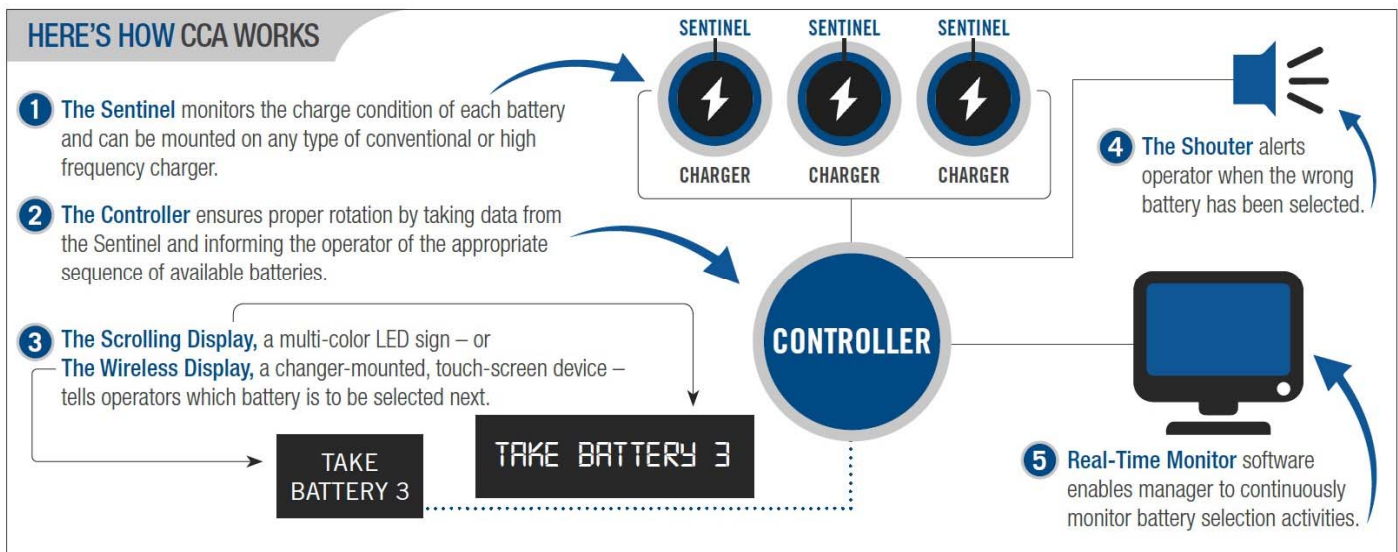 HERE'S HOW CCA WORKS
SENTINEL
SENTINEL
SENTINEL
CHARGER
CHARGER
CHARGER
1 The Sentinel monitors the charge condition of each battery
and can be mounted on any type of conventional or high
frequency charger.
2 The Controller ensures proper rotation by taking data from
the Sentinel and informing the operator of the appropriate
sequence of available batteries.
3 The Scrolling Display, a multi-color LED sign – or
The Wireless Display, a changer-mounted, touch-screen device –
tells operators which battery is to be selected next.
TAKE
BATTERY 3
TAKE BATTERY 3
CONTROLLER
4 The Shouter alerts
operator when the wrong
battery has been selected.
5 Real-Time Monitor software
enables manager to continuously
monitor battery selection activities.